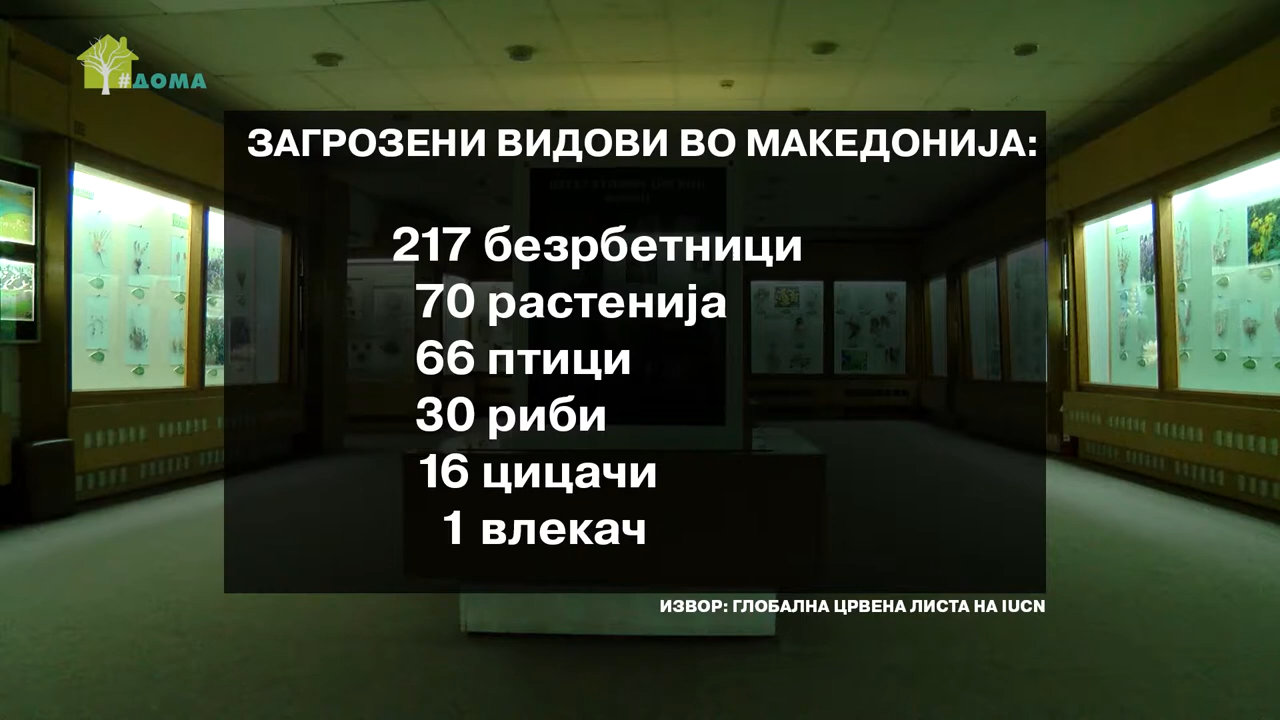 #ДОМА
ЗАГРОЗЕНИ ВИДОВИ ВО МАКЕДОНИЈА:
217 безрбетници
70 растенија
66 птици
30 риби
16 цицачи
1 влекач
ИЗВОР: ГЛОБАЛНА ЦРВЕНА ЛИСТА НА IUCN